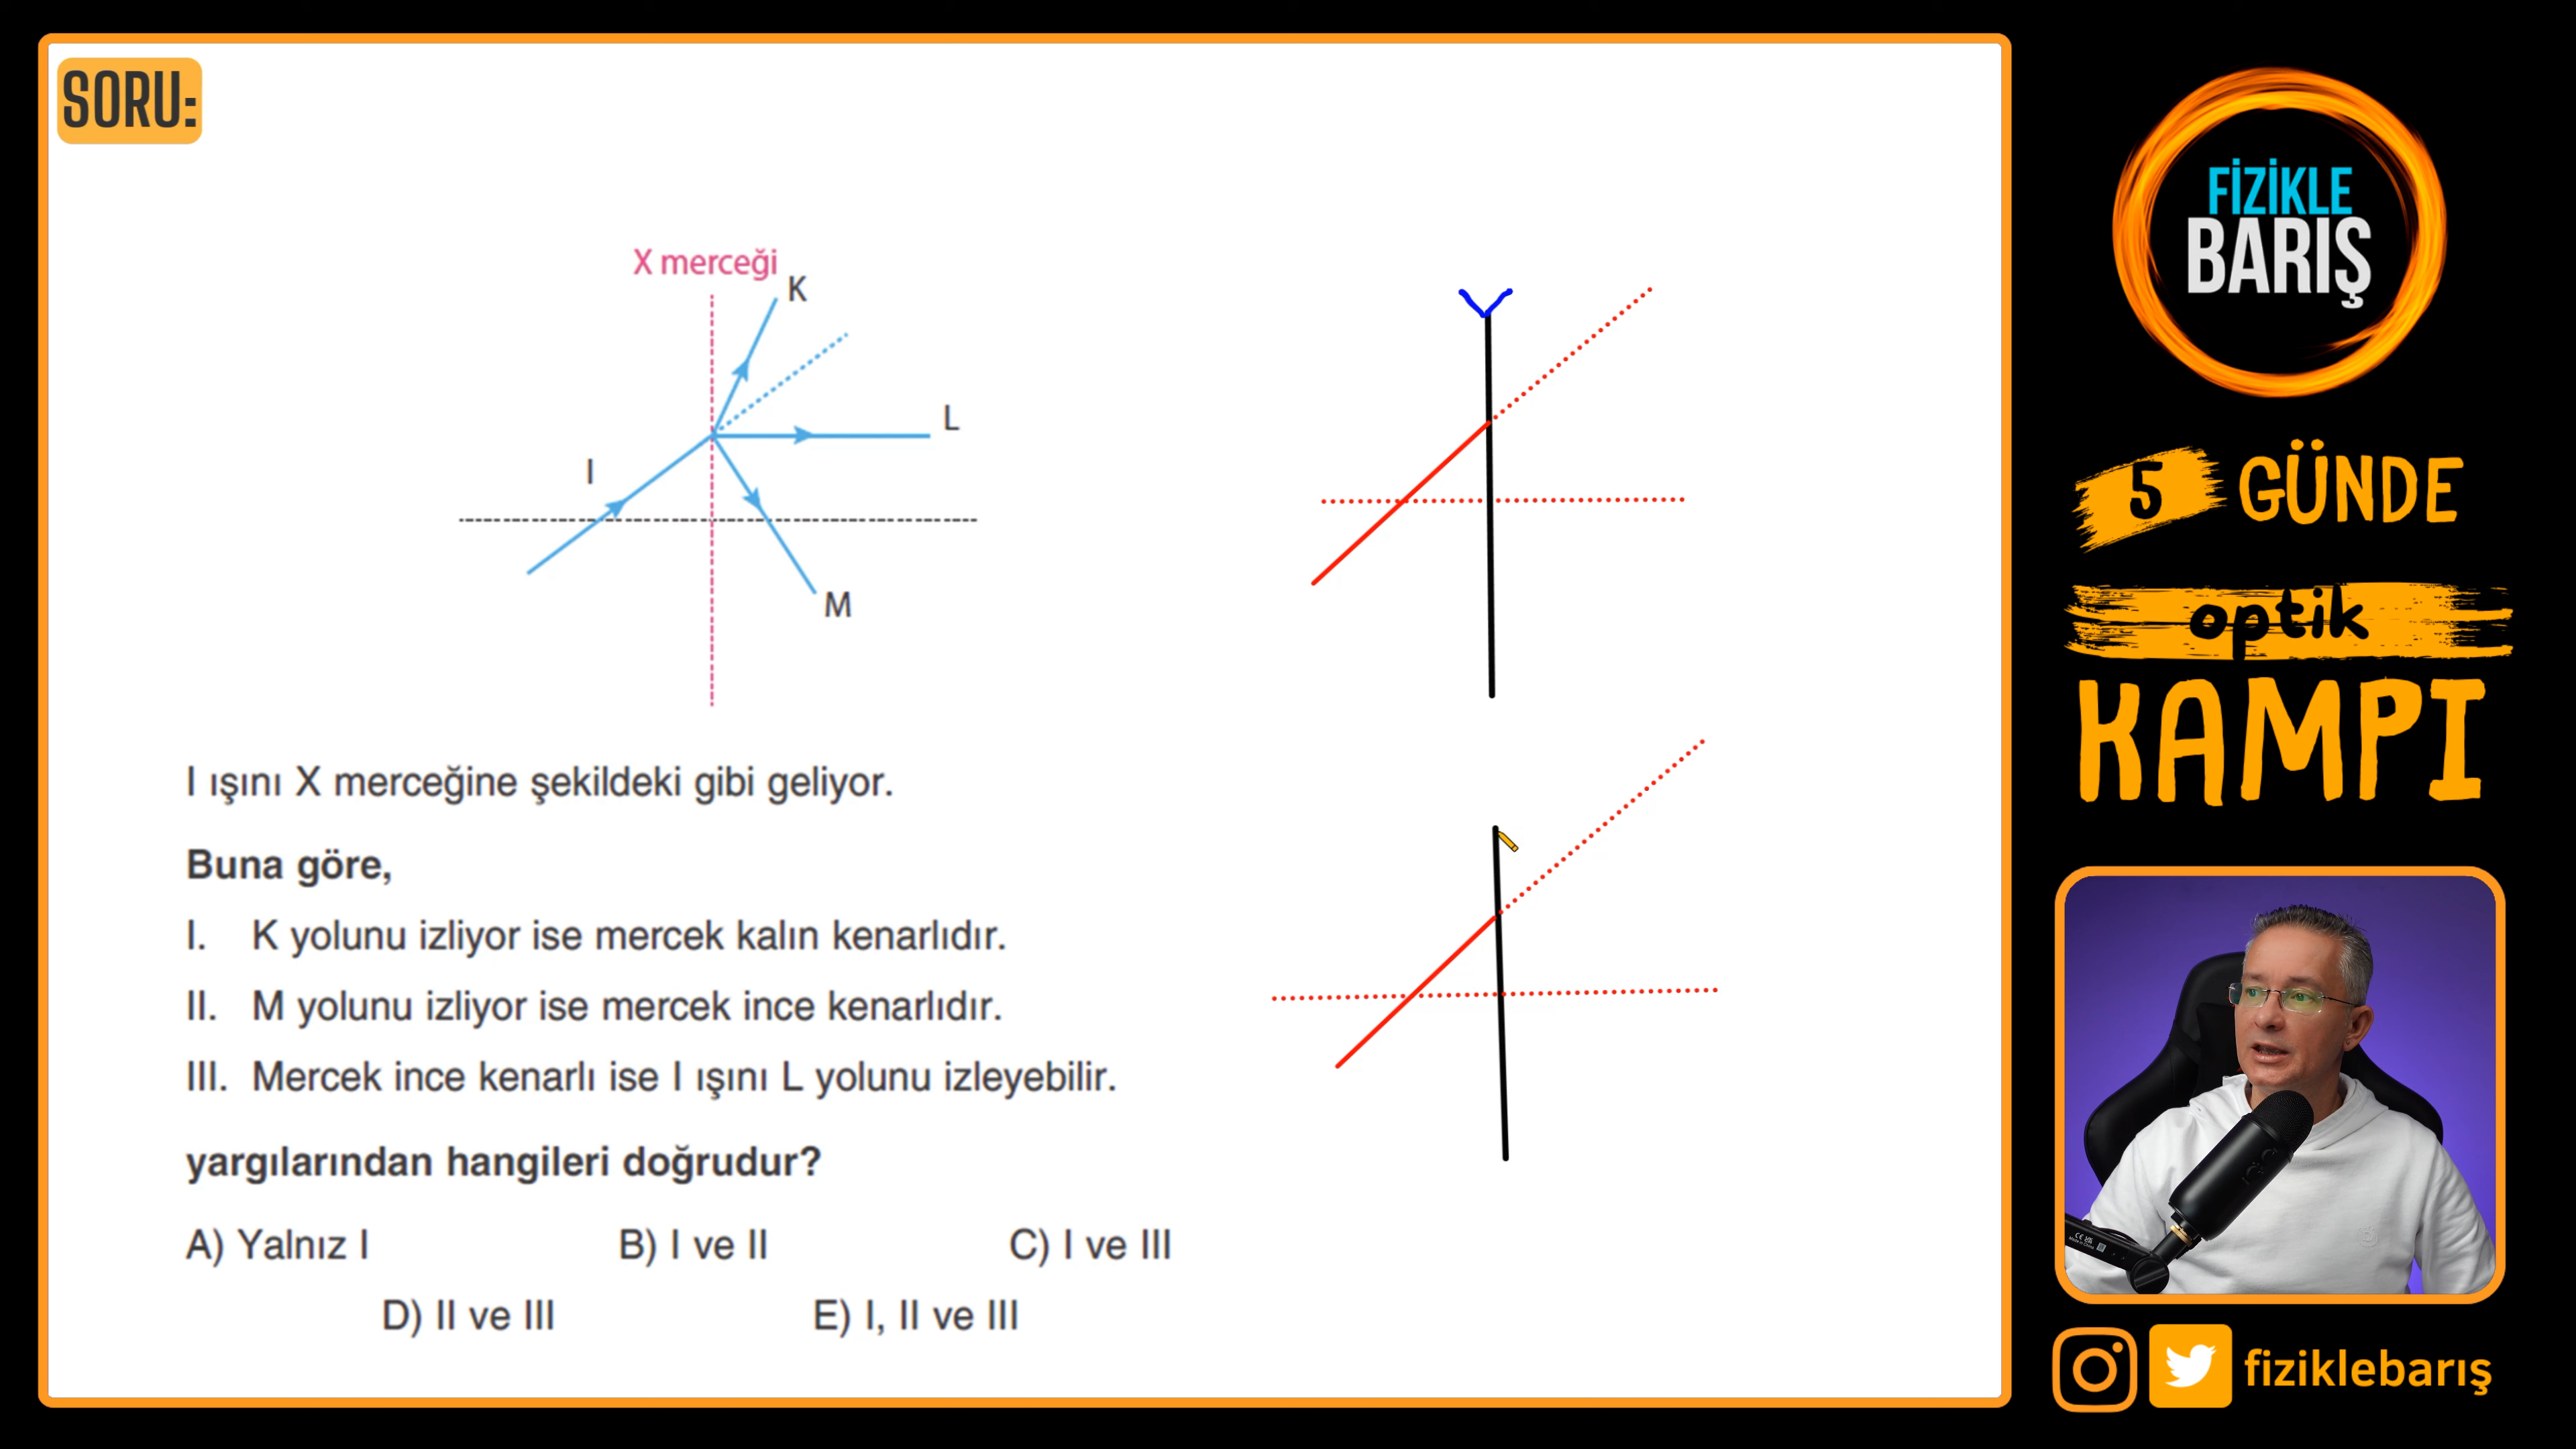 SORU:
X merceği
K
L
I
M
I ışını X merceğine şekildeki gibi geliyor.
Buna göre,
I. K yolunu izliyor ise mercek kalın kenarlıdır.
II. M yolunu izliyor ise mercek ince kenarlıdır.
III. Mercek ince kenarlı ise I ışını L yolunu izleyebilir.
yargılarından hangileri doğrudur?
A) Yalnız I B) I ve II C) I ve III
D) II ve III E) I, II ve III
FİZİKLE
BARIŞ
5 GÜNDE
optik
KAMPI
fiziklebarış